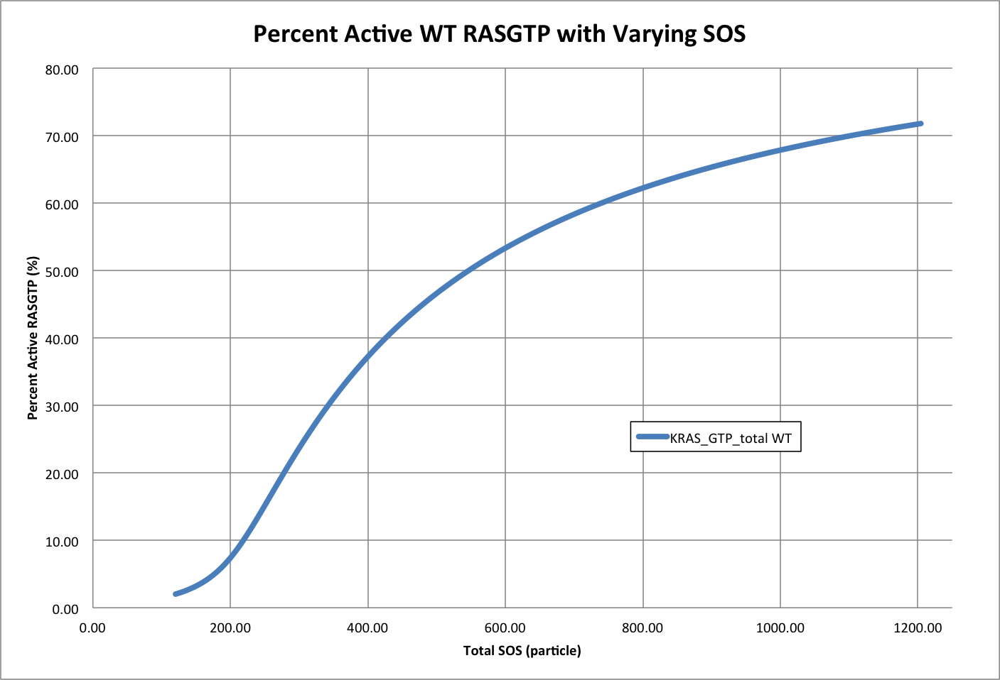 Percent Active WT RASGTP with Varying SOS
80.00
70.00
60.00
50.00
40.00
30.00
20.00
10.00
0.00
Percent Active RASGTP (%)
KRAS_GTP_total WT
0.00 200.00 400.00 600.00 800.00 1000.00 1200.00
Total SOS (particle)